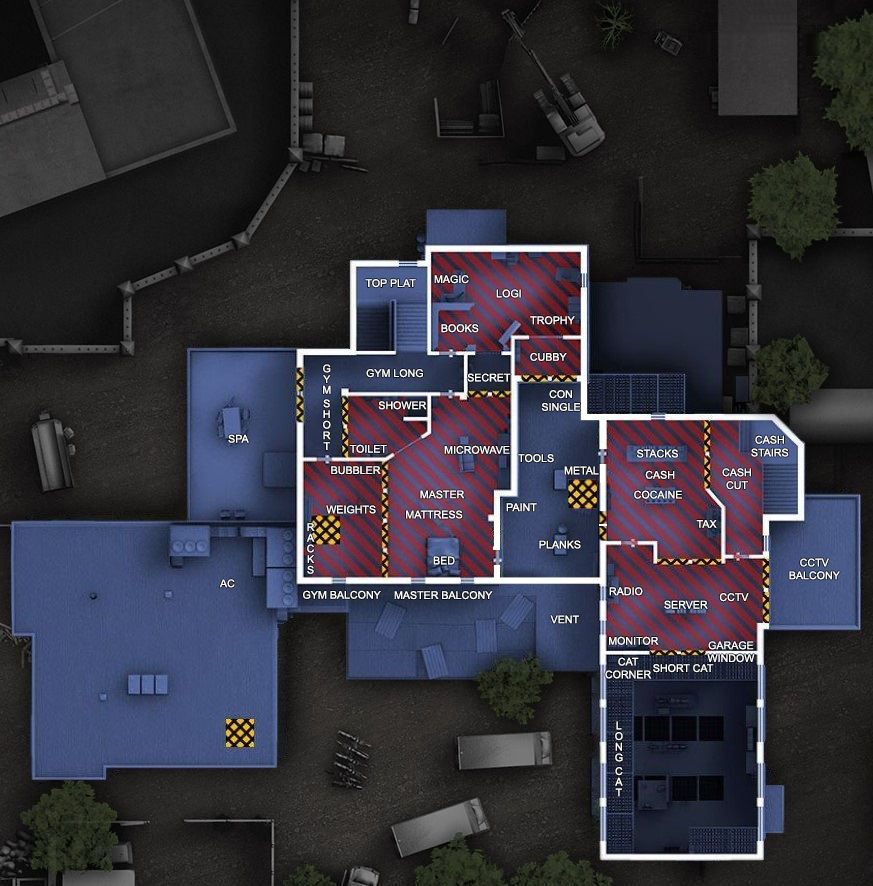 TOP PLAT
MAGIC
LOGI
BOOKS
TROPHY
CUBBY
GYM LONG
SECRET
GYM SHORT
SHOWER
CON
SINGLE
SPA
TOILET
MICROWAVE
TOOLS
STACKS
CASH
STAIRS
BUBBLER
METAL
CASH
COCAINE
CASH
CUT
MASTER
MATTRESS
WEIGHTS
PAINT
TAX
RACKS
PLANKS
BED
AC
CCTV
BALCONY
GYM BALCONY
MASTER BALCONY
RADIO
SERVER
CCTV
VENT
MONITOR
GARAGE
WINDOW
CAT
CORNER
SHORT CAT
LONG CAT